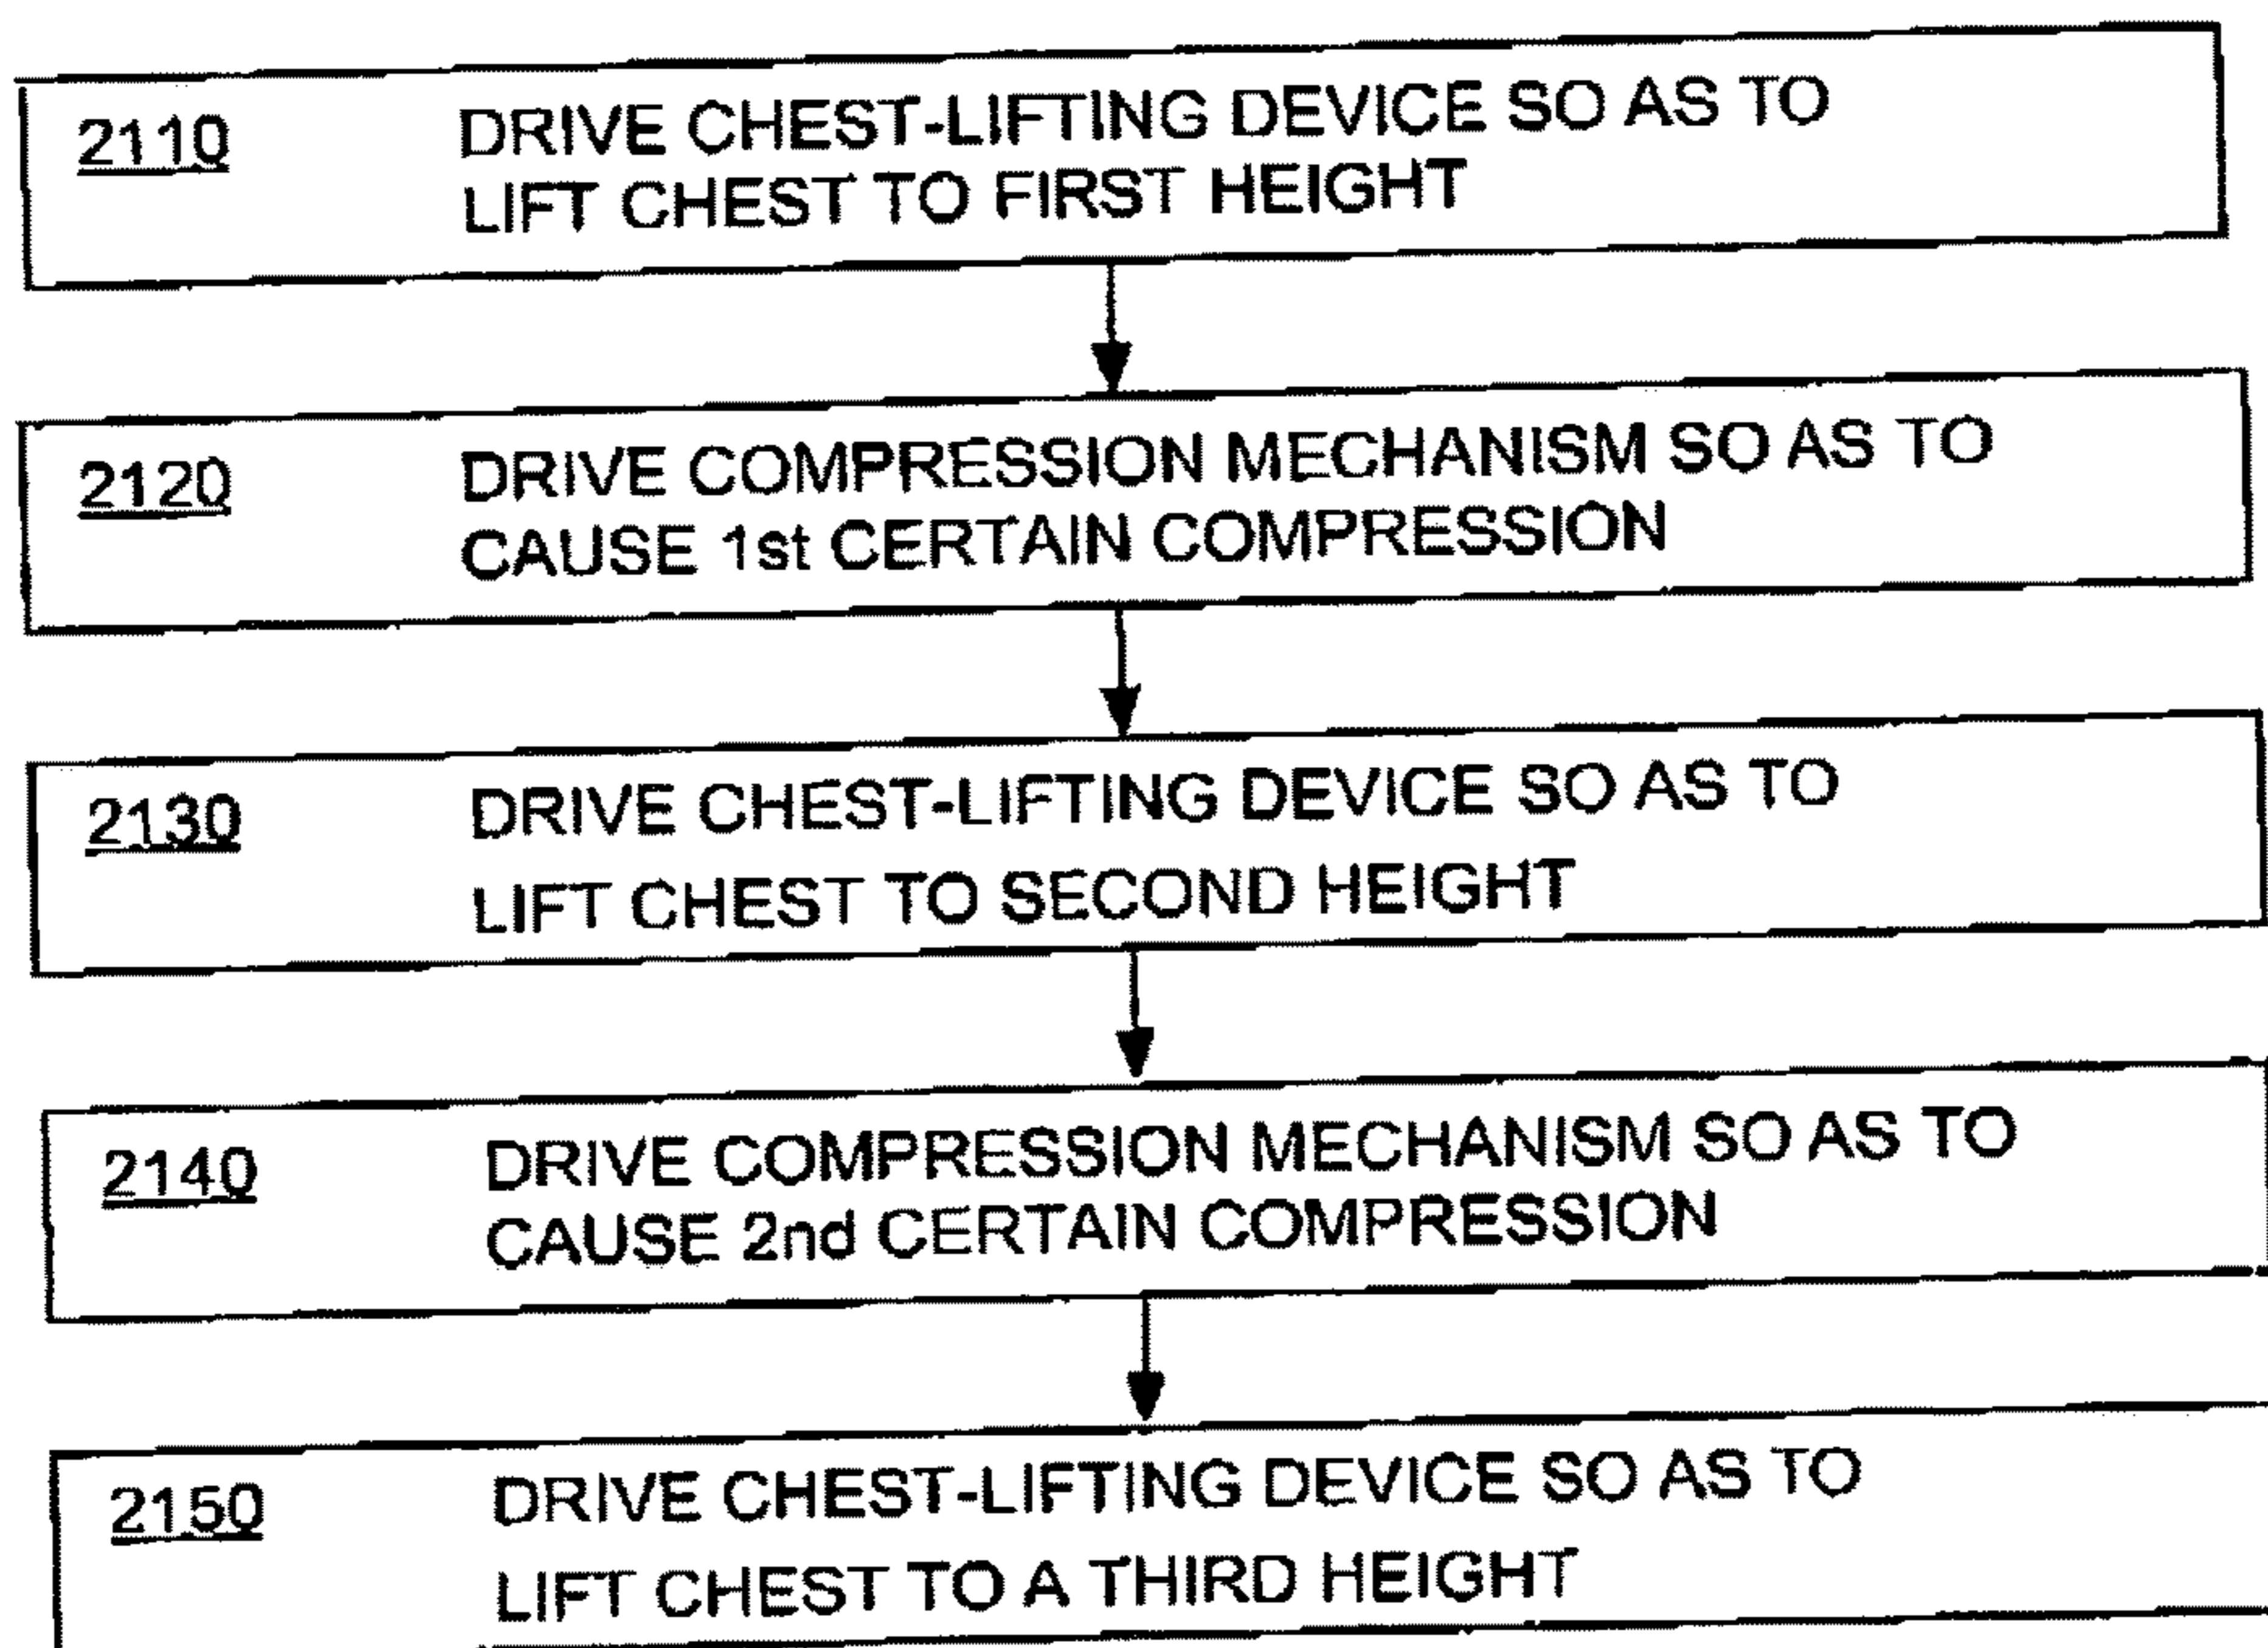 2110 DRIVE CHEST-LIFTING DEVICE SO AS TO
LIFT CHEST TO FIRST HEIGHT
2120 DRIVE COMPRESSION MECHANISM SO AS TO
CAUSE 1st CERTAIN COMPRESSION
2130 DRIVE CHEST-LIFTING DEVICE SO AS TO
LIFT CHEST TO SECOND HEIGHT
2140 DRIVE COMPRESSION MECHANISM SO AS TO
CAUSE 2nd CERTAIN COMPRESSION
2150 DRIVE CHEST-LIFTING DEVICE SO AS TO
LIFT CHEST TO A THIRD HEIGHT